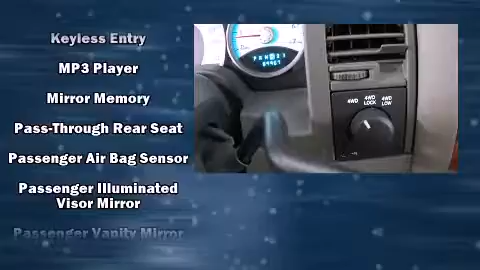 Keyless Entry
MP3 Player
Mirror Memory
Pass-Through Rear Seat
Passenger Air Bag Sensor
Passenger Illuminated
Visor Mirror
Passenger Vanity Mirror
4WD
4WD
LOCK
4WD
LOW